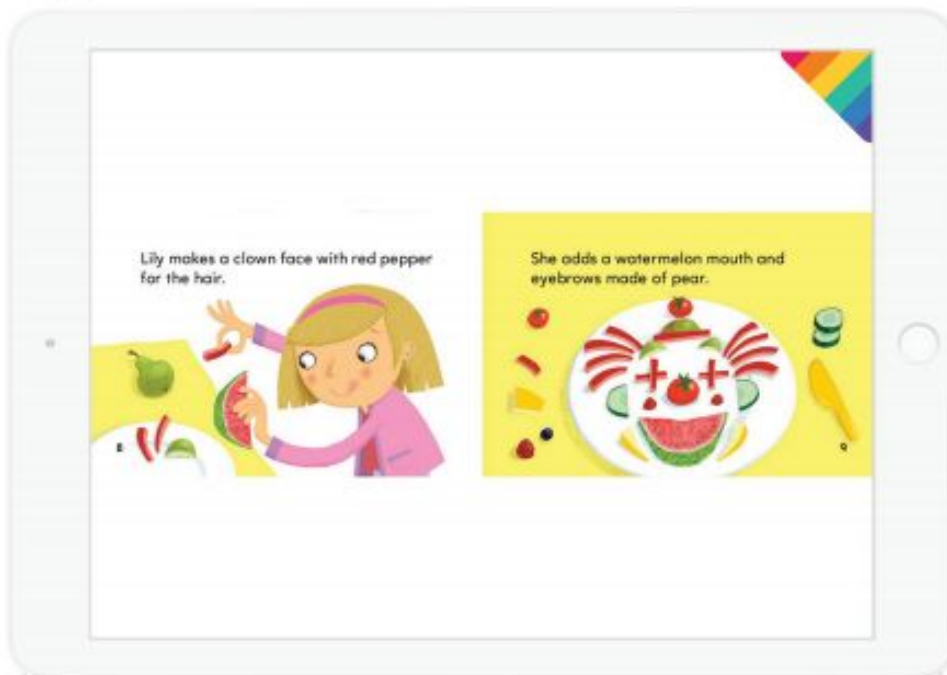 Lily makes a clown face with red pepper
for the hair.
8
She adds a watermelon mouth and
eyebrows made of pear.
9